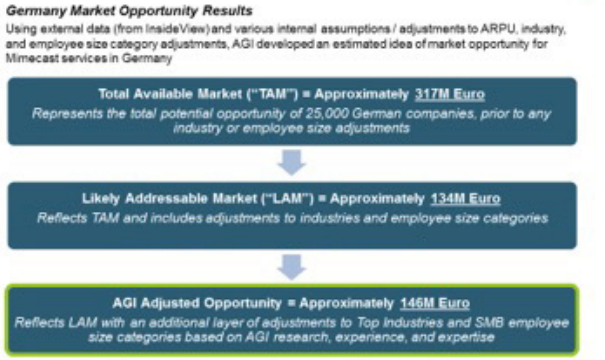 Germany Market Opportunity Results
Using external data (from InsideView) and various internal assumptions / adjustments to ARPU, industry,
and employee size category adjustments, AGI developed an estimated idea of market opportunity for
Mimecast services in Germany
Total Available Market ("TAM") = Approximately 317M Euro
Represents the total potential opportunity of 25,000 German companies, prior to any
industry or employee size adjustments
Likely Addressable Market ("LAM") = Approximately 134M Euro
Reflects TAM and includes adjustments to industries and employee size categories
AGI Adjusted Opportunity = Approximately 146M Euro
Reflects LAM with an additional layer of adjustments to Top Industries and SMB employee
size categories based on AGI research, experience, and expertise